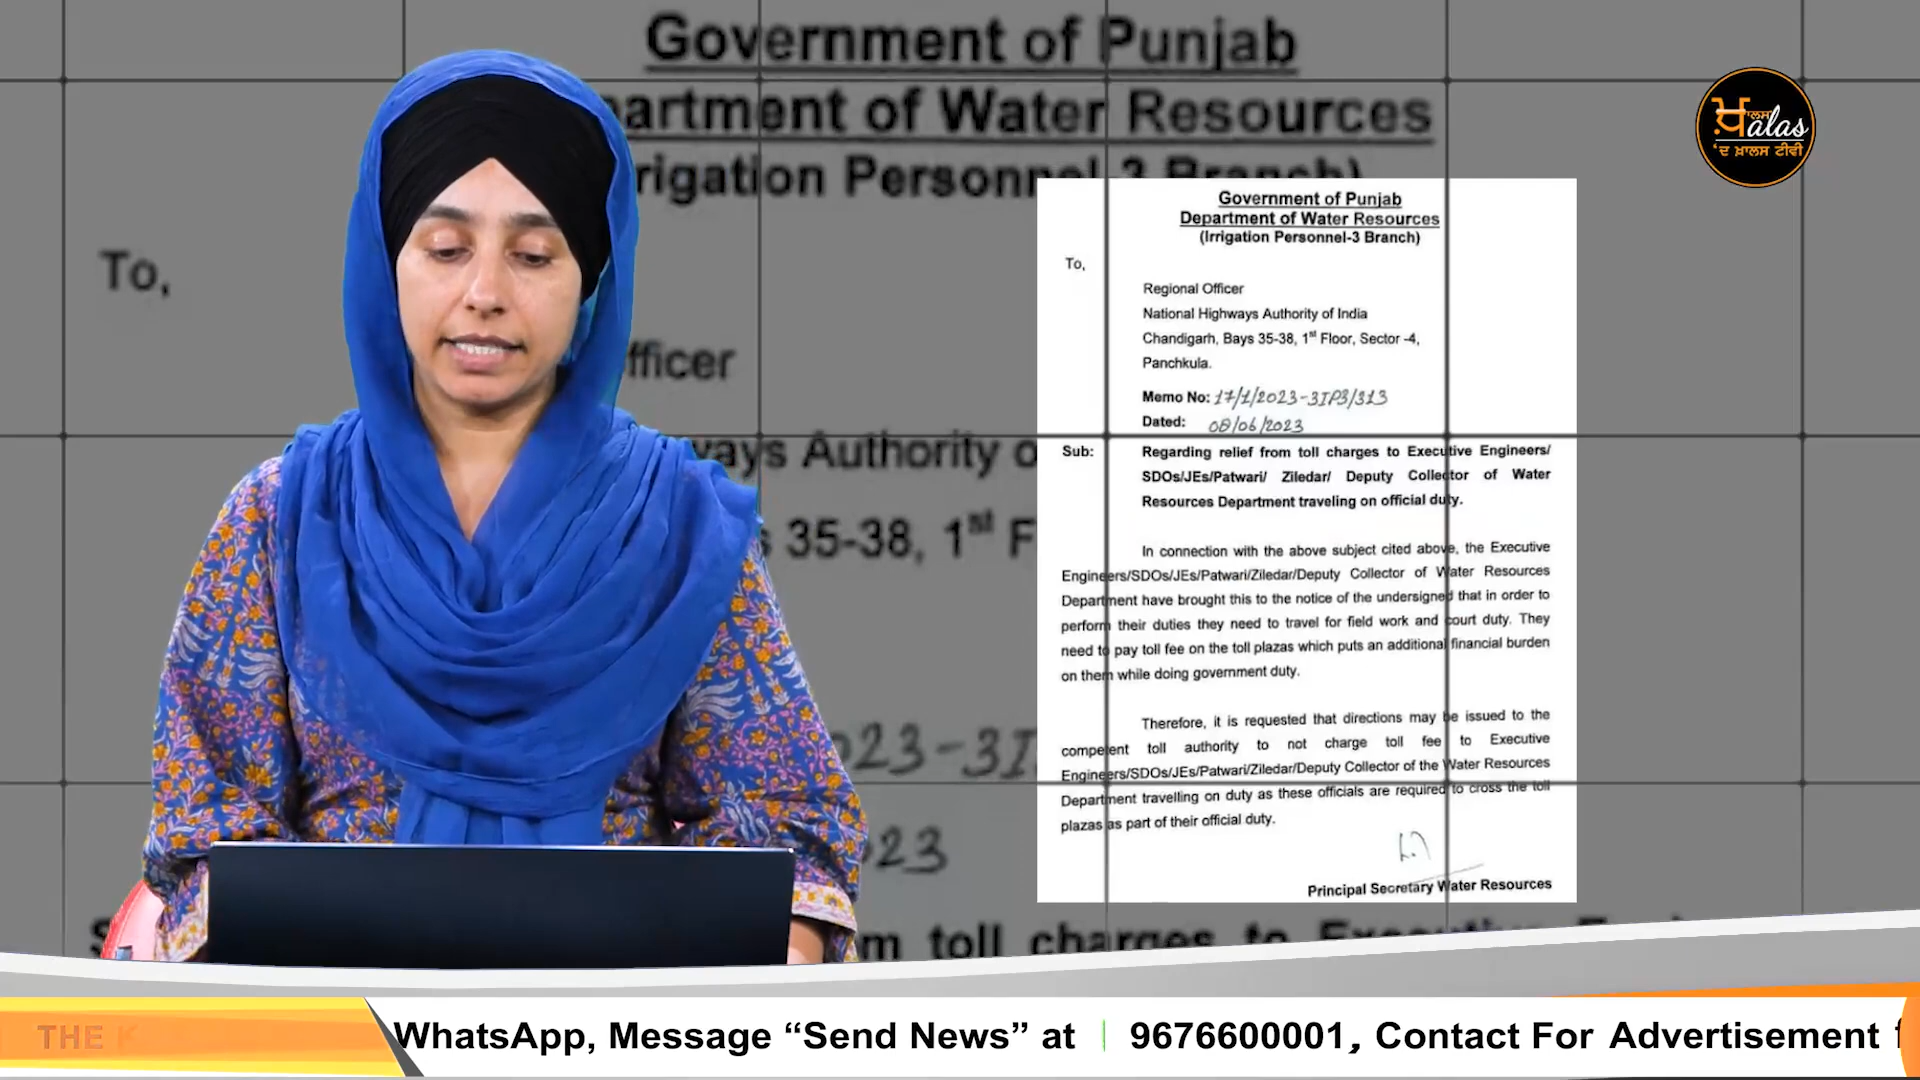 Government of Punjab
partment of Water Resources
rrigation Personnel-3 Branch)
To,
fficer
ways Authority o
35-38, 1st F
023-3I
023
m toll charges to
ਖ਼ਾਲਸ
alas
'ਦ ਖ਼ਾਲਸ ਟੀਵੀ
Government of Punjab
Department of Water Resources
(Irrigation Personnel-3 Branch)
To,
Regional Officer
National Highways Authority of India
Chandigarh, Bays 35-38, 1st Floor, Sector -4,
Panchkula.
Memo No: 17/1/2023-3IP3/313
Dated: 08/06/2023
Sub: Regarding relief from toll charges to Executive Engineers/
SDOs/JEs/Patwari/ Ziledar/ Deputy Collector of Water
Resources Department traveling on official duty.
In connection with the above subject cited above, the Executive
Engineers/SDOs/JEs/Patwari/Ziledar/Deputy Collector of Water Resources
Department have brought this to the notice of the undersigned that in order to
perform their duties they need to travel for field work and court duty. They
need to pay toll fee on the toll plazas which puts an additional financial burden
on them while doing government duty.
Therefore, it is requested that directions may be issued to the
competent toll authority to not charge toll fee to Executive
Engineers/SDOs/JEs/Patwari/Ziledar/Deputy Collector of the Water Resources
Department travelling on duty as these officials are required to cross the toll
plazas as part of their official duty.
Principal Secretary Water Resources
THE K
WhatsApp, Message “Send News” at 9676600001, Contact For Advertisement f